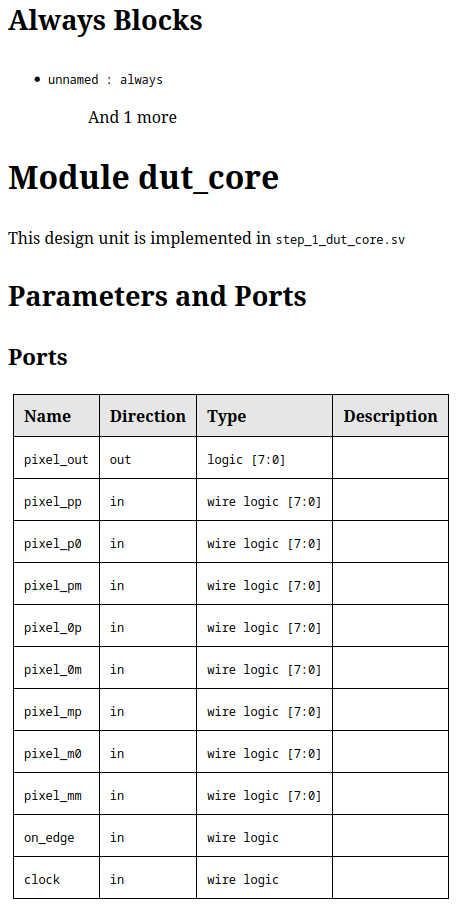 Always Blocks
• unnamed : always
And 1 more
Module dut_core
This design unit is implemented in step_1_dut_core.sv
Parameters and Ports
Ports
Name Direction Type Description
pixel_out out logic [7:0]
pixel_pp in wire logic [7:0]
pixel_p0 in wire logic [7:0]
pixel_pm in wire logic [7:0]
pixel_0p in wire logic [7:0]
pixel_0m in wire logic [7:0]
pixel_mp in wire logic [7:0]
pixel_m0 in wire logic [7:0]
pixel_mm in wire logic [7:0]
on_edge in wire logic
clock in wire logic